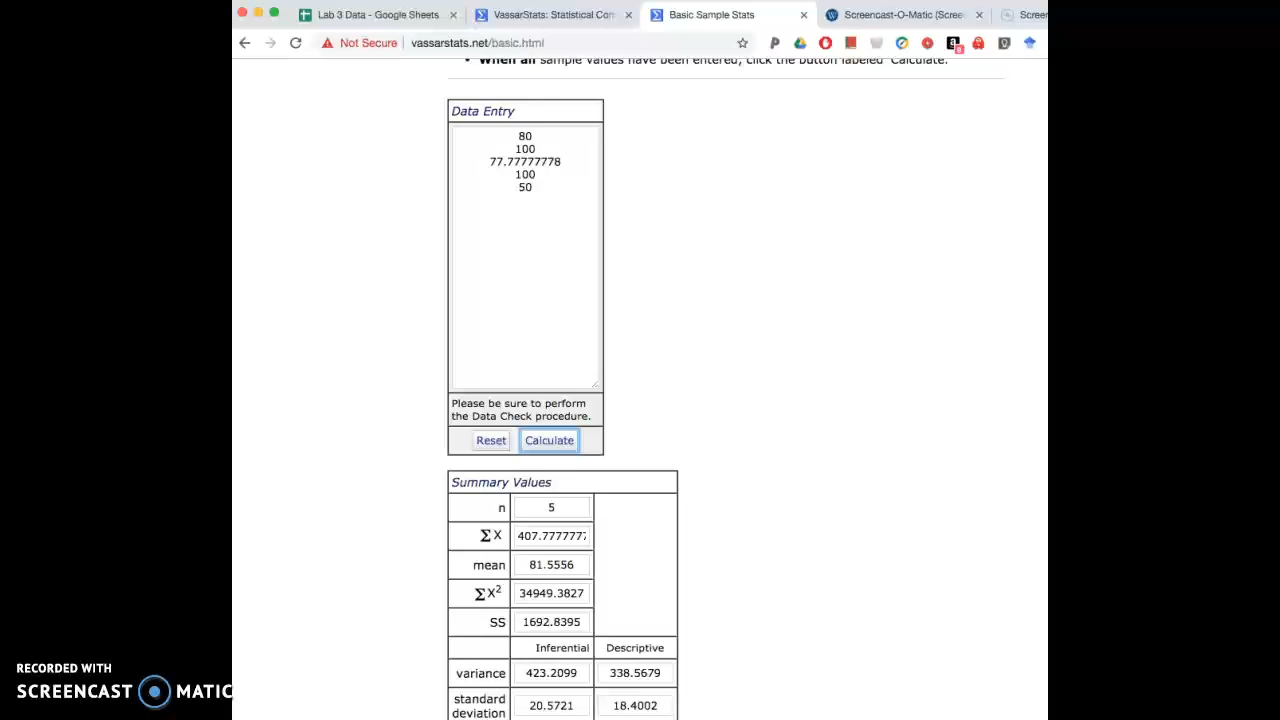 Lab 3 Data - Google Sheets
VassarStats: Statistical Com
Basic Sample Stats
Screencast-O-Matic (Scree
Screen
Not Secure
vassarstats.net/basic.html
• When all sample values have been entered, click the button labeled 'Calculate.'
Data Entry
80
100
77.77777778
100
50
Please be sure to perform
the Data Check procedure.
Reset
Calculate
Summary Values
n 5
ΣX 407.7777777
mean 81.5556
ΣX² 34949.3827
SS 1692.8395
Inferential Descriptive
variance 423.2099 338.5679
standard
deviation 20.5721 18.4002
RECORDED WITH
SCREENCAST O MATIC